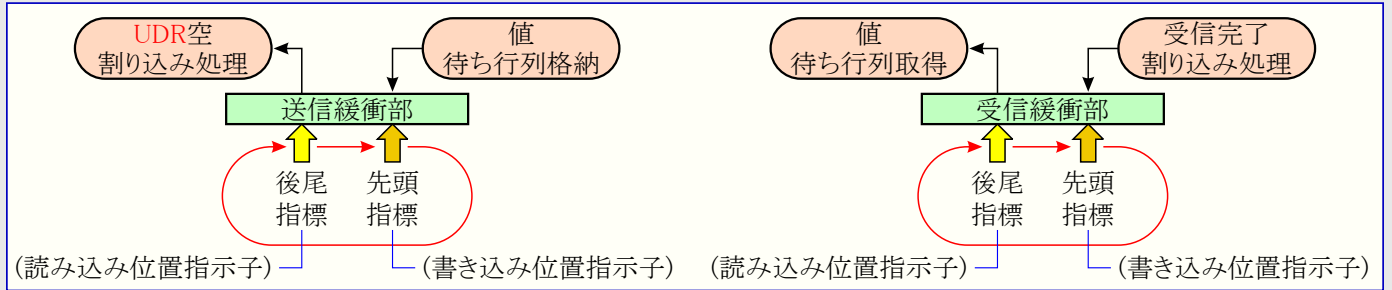 UDR空
割り込み処理
値
待ち行列格納
送信緩衝部
後尾
指標
先頭
指標
(読み込み位置指示子)
(書き込み位置指示子)
値
待ち行列取得
受信完了
割り込み処理
受信緩衝部
後尾
指標
先頭
指標
(読み込み位置指示子)
(書き込み位置指示子)